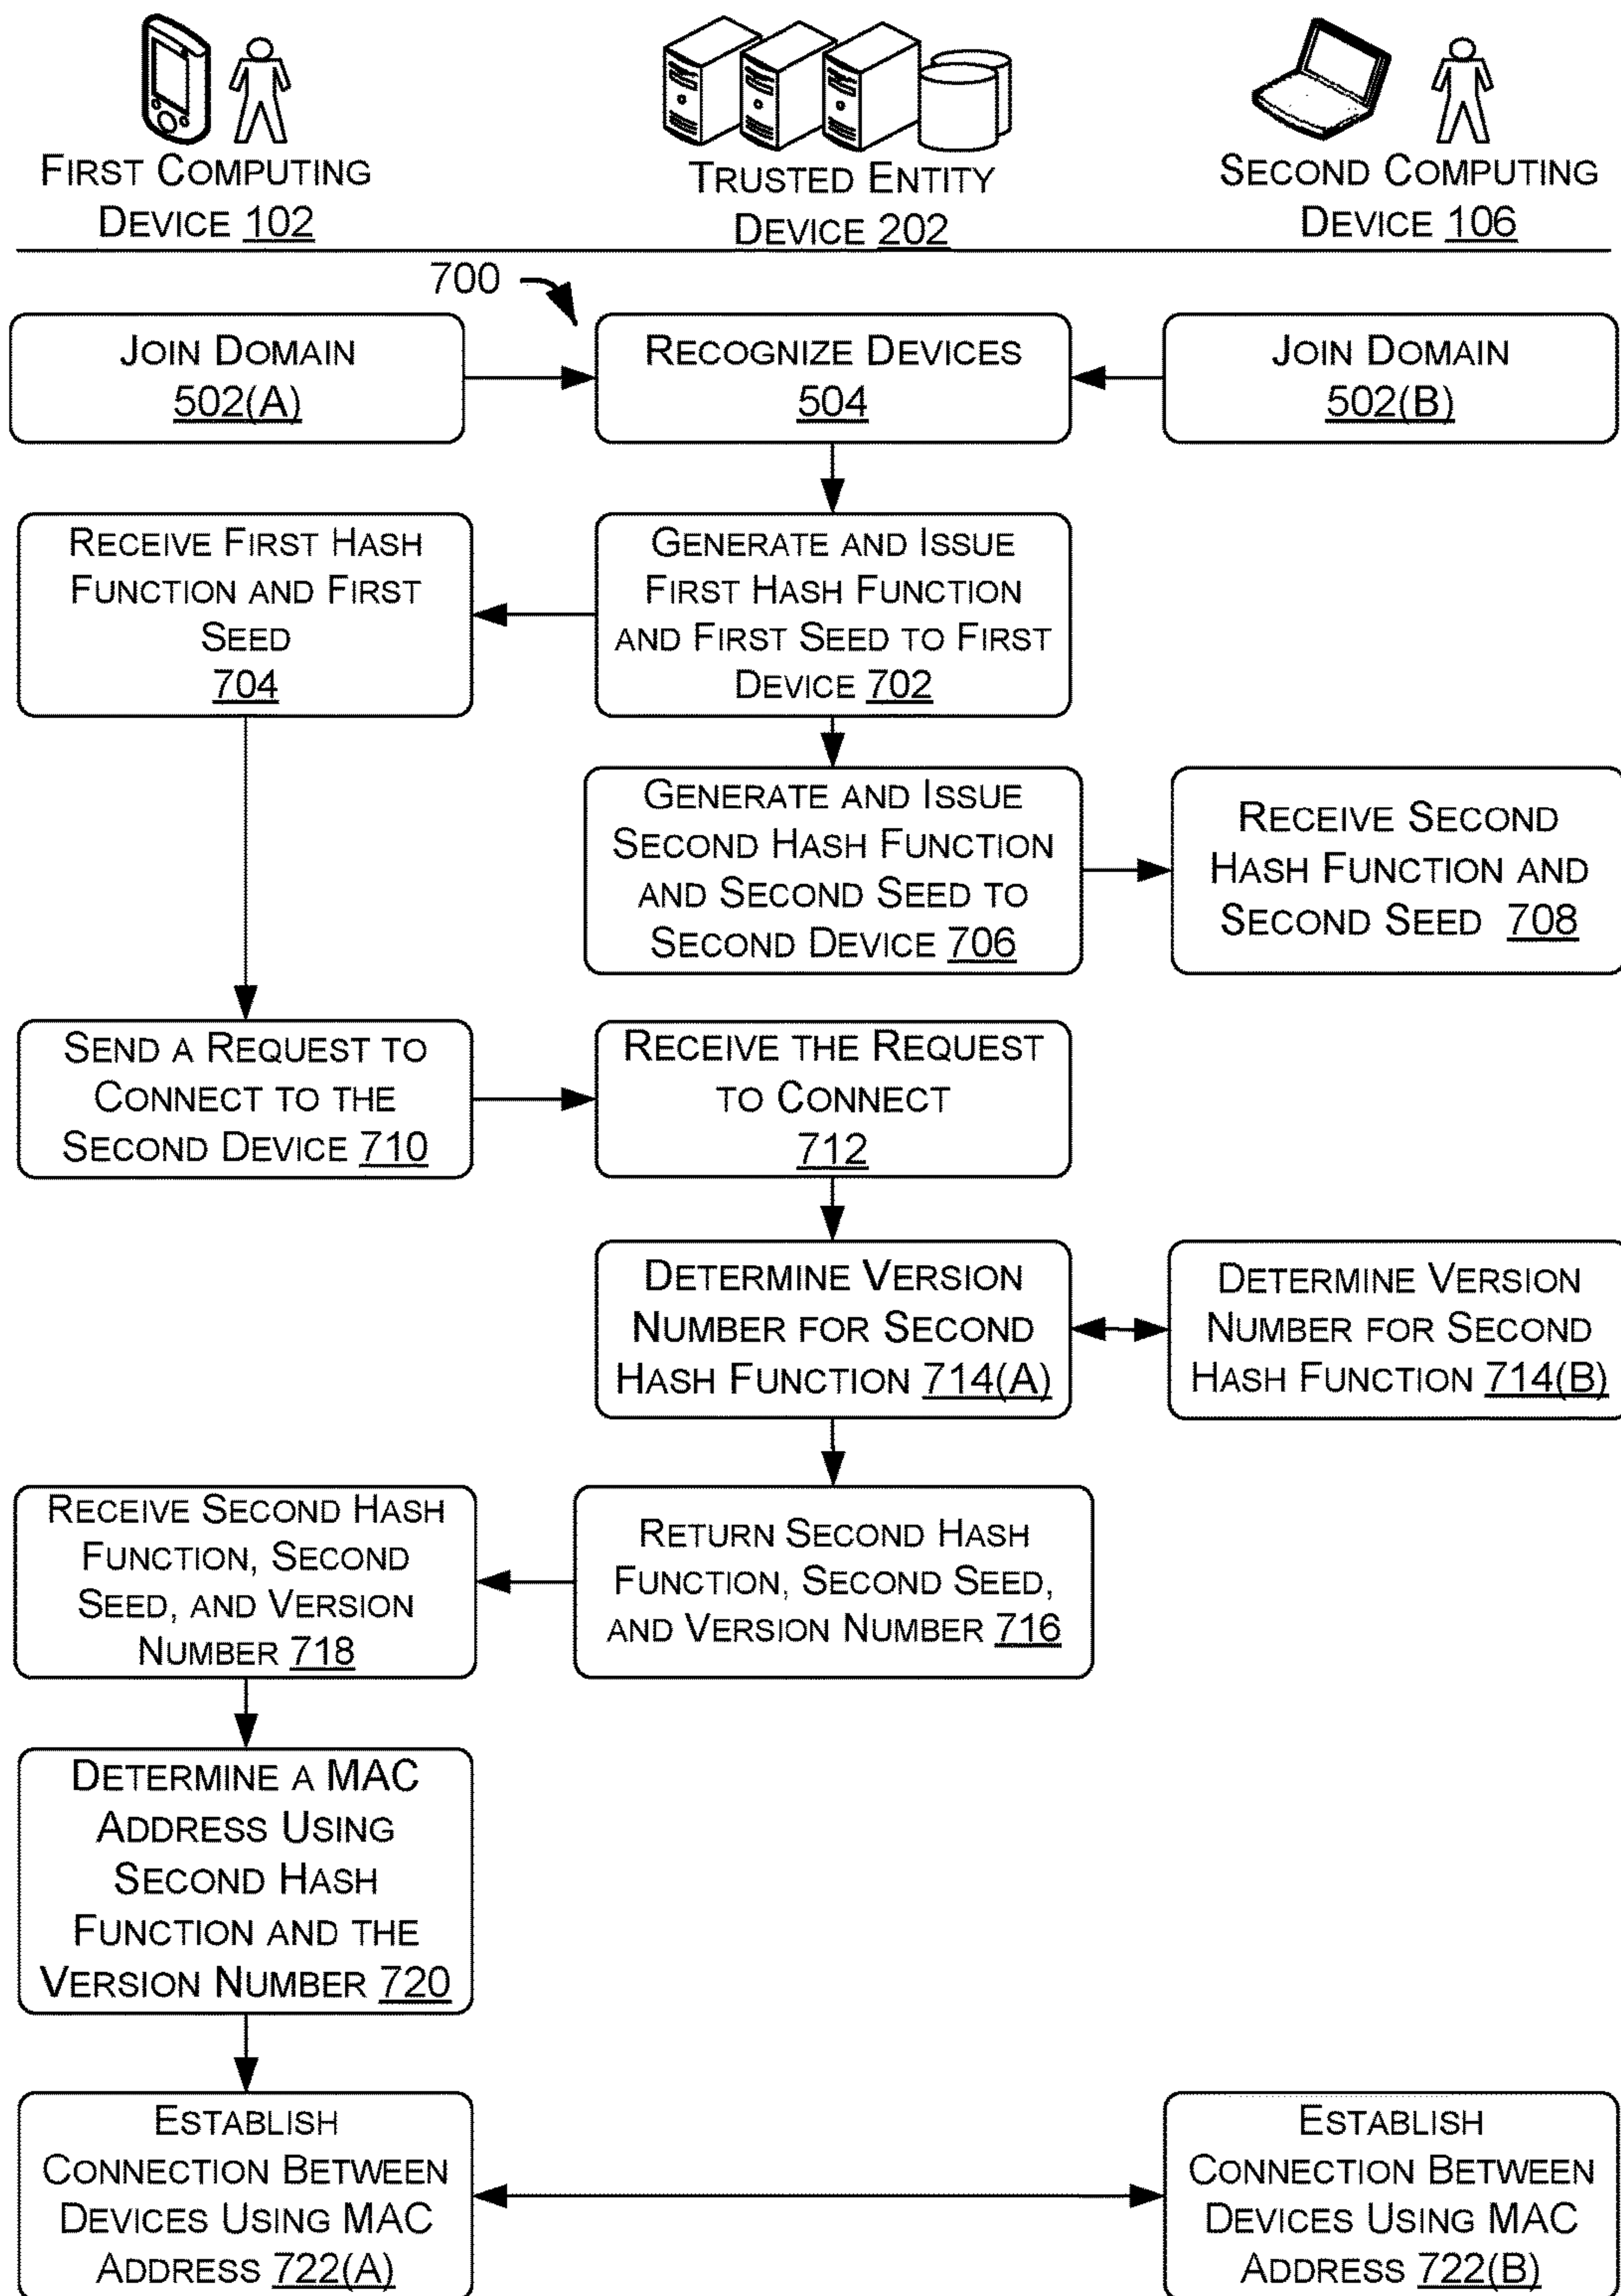 FIRST COMPUTING
DEVICE 102
TRUSTED ENTITY
DEVICE 202
SECOND COMPUTING
DEVICE 106
700
JOIN DOMAIN
502(A)
RECOGNIZE DEVICES
504
JOIN DOMAIN
502(B)
RECEIVE FIRST HASH
FUNCTION AND FIRST
SEED
704
GENERATE AND ISSUE
FIRST HASH FUNCTION
AND FIRST SEED TO FIRST
DEVICE 702
GENERATE AND ISSUE
SECOND HASH FUNCTION
AND SECOND SEED TO
SECOND DEVICE 706
RECEIVE SECOND
HASH FUNCTION AND
SECOND SEED 708
SEND A REQUEST TO
CONNECT TO THE
SECOND DEVICE 710
RECEIVE THE REQUEST
TO CONNECT
712
DETERMINE VERSION
NUMBER FOR SECOND
HASH FUNCTION 714(A)
DETERMINE VERSION
NUMBER FOR SECOND
HASH FUNCTION 714(B)
RECEIVE SECOND HASH
FUNCTION, SECOND
SEED, AND VERSION
NUMBER 718
RETURN SECOND HASH
FUNCTION, SECOND SEED,
AND VERSION NUMBER 716
DETERMINE A MAC
ADDRESS USING
SECOND HASH
FUNCTION AND THE
VERSION NUMBER 720
ESTABLISH
CONNECTION BETWEEN
DEVICES USING MAC
ADDRESS 722(A)
ESTABLISH
CONNECTION BETWEEN
DEVICES USING MAC
ADDRESS 722(B)